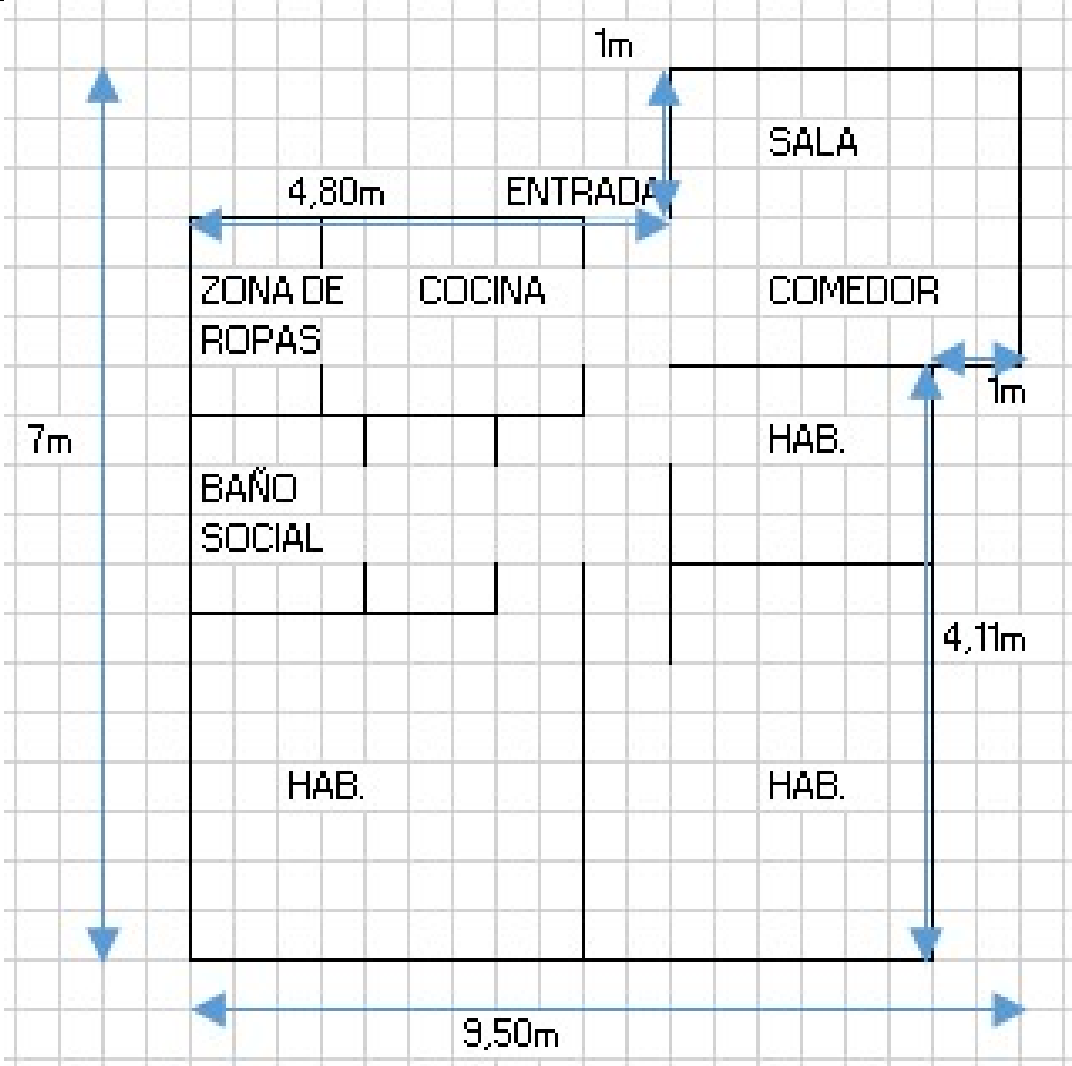 1m
SALA
4,80m
ENTRADA
ZONA DE
ROPAS
COCINA
COMEDOR
1m
7m
HAB.
BAÑO
SOCIAL
4,11m
HAB.
HAB.
9,50m